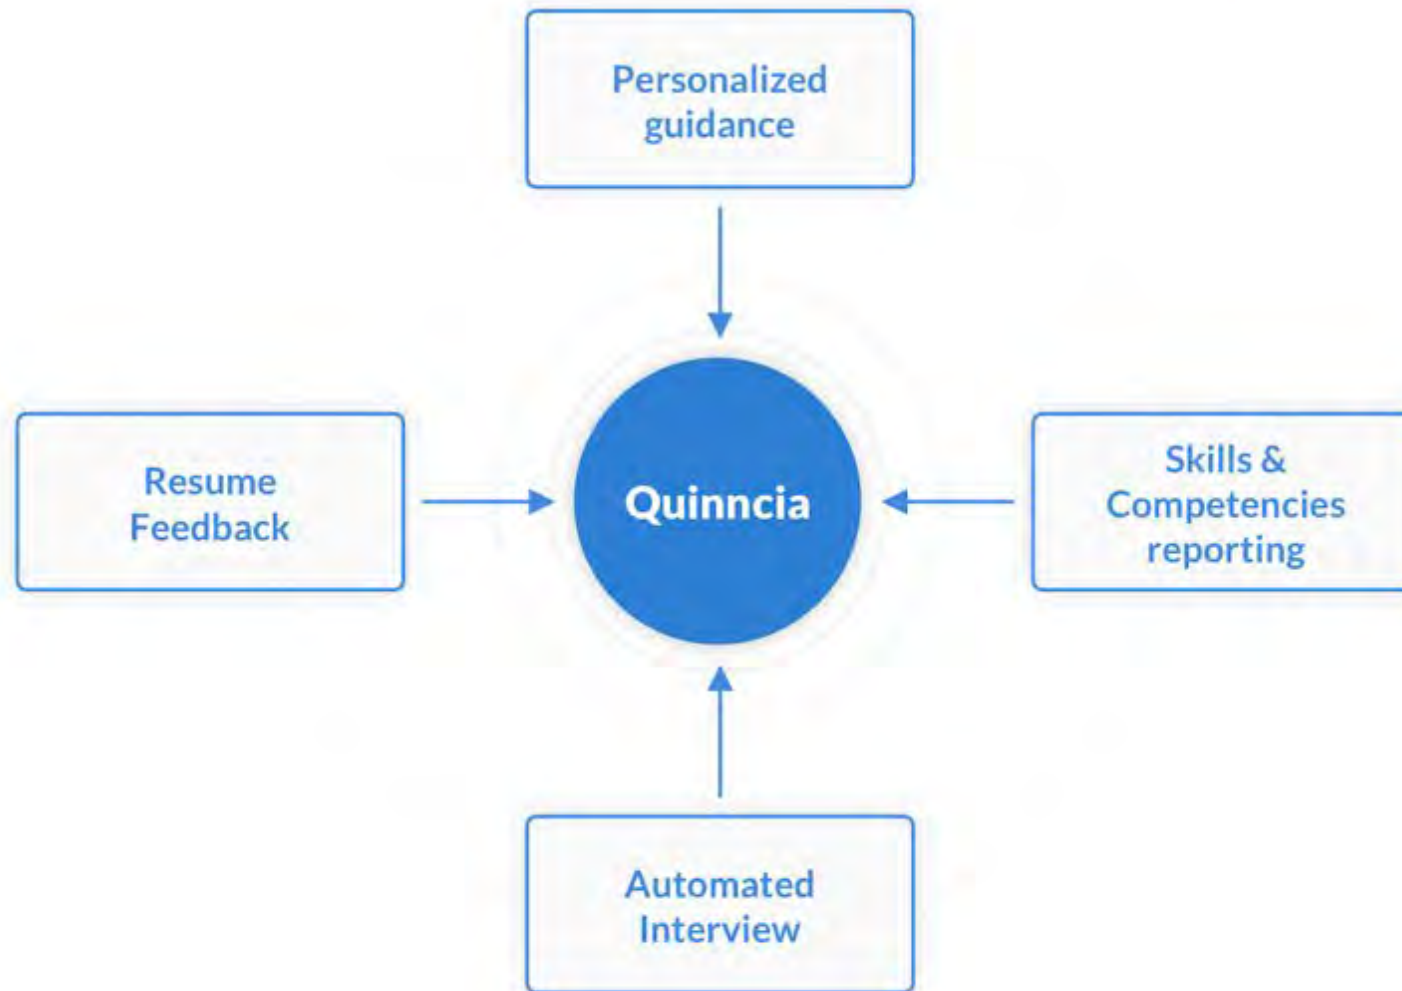 Personalized
guidance
Resume
Feedback
Quinncia
Skills &
Competencies
reporting
Automated
Interview